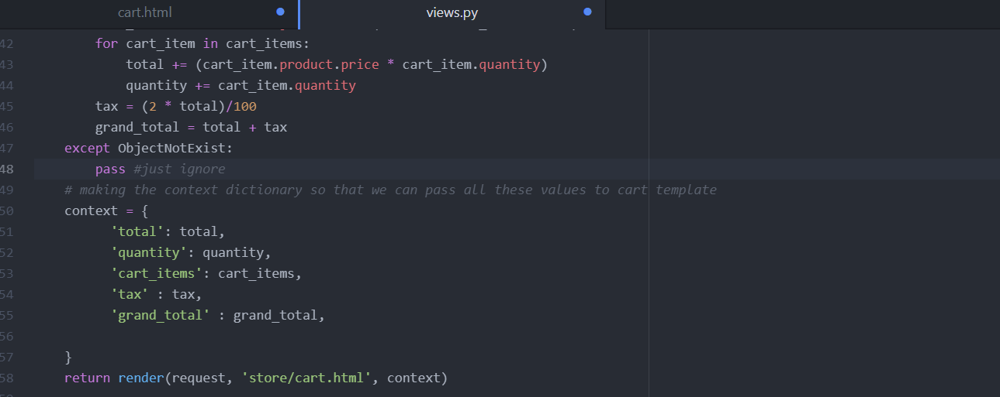 cart.html
views.py
42 for cart_item in cart_items:
43 total += (cart_item.product.price * cart_item.quantity)
44 quantity += cart_item.quantity
45 tax = (2 * total)/100
46 grand_total = total + tax
47 except ObjectNotExist:
48 pass #just ignore
49 # making the context dictionary so that we can pass all these values to cart template
50 context = {
51 'total': total,
52 'quantity': quantity,
53 'cart_items': cart_items,
54 'tax' : tax,
55 'grand_total' : grand_total,
56
57 }
58 return render(request, 'store/cart.html', context)